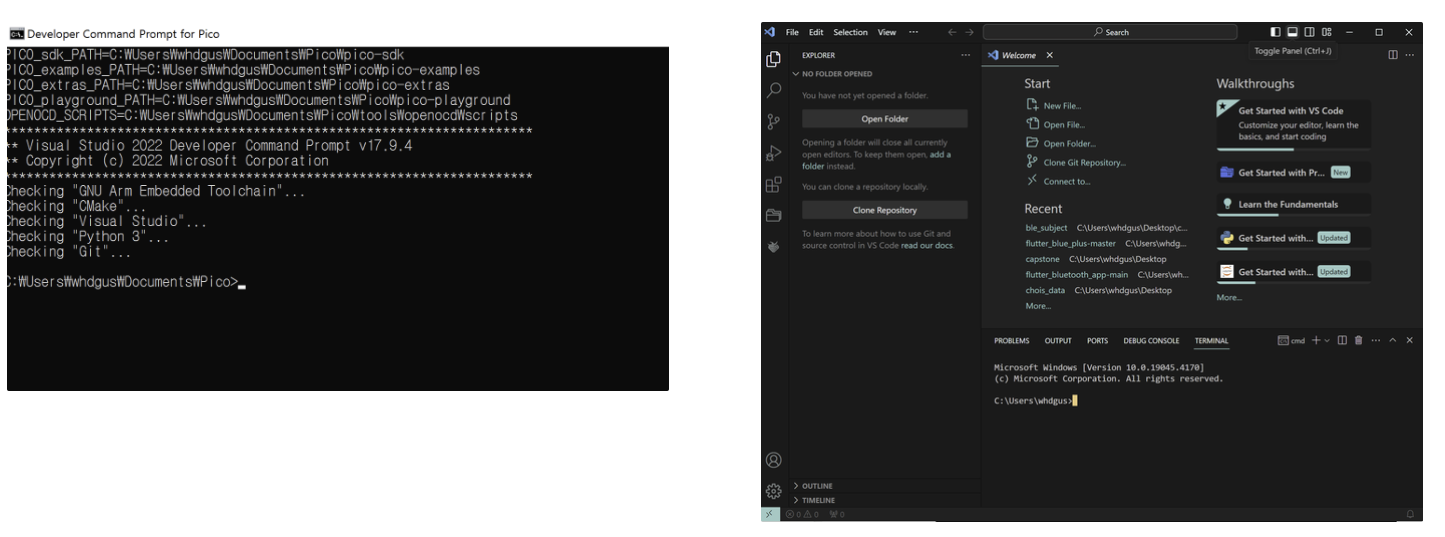 Developer Command Prompt for Pico
PICO_sdk_PATH=C:₩Users₩whdgus₩Documents₩Pico₩pico-sdk
PICO_examples_PATH=C:₩Users₩whdgus₩Documents₩Pico₩pico-examples
PICO_extras_PATH=C:₩Users₩whdgus₩Documents₩Pico₩pico-extras
PICO_playground_PATH=C:₩Users₩whdgus₩Documents₩Pico₩pico-playground
OPENOCD_SCRIPTS=C:₩Users₩whdgus₩Documents₩Pico₩tools₩openocd₩scripts
**********************************************************************
** Visual Studio 2022 Developer Command Prompt v17.9.4
** Copyright (c) 2022 Microsoft Corporation
**********************************************************************
Checking "GNU Arm Embedded Toolchain"...
Checking "CMake"...
Checking "Visual Studio"...
Checking "Python 3"...
Checking "Git"...
C:₩Users₩whdgus₩Documents₩Pico>
File Edit Selection View ··· Search
Toggle Panel (Ctrl+J)
EXPLORER
NO FOLDER OPENED
You have not yet opened a folder.
Open Folder
Opening a folder will close all currently
open editors. To keep them open, add a
folder instead.
You can clone a repository locally.
Clone Repository
To learn more about how to use Git and
source control in VS Code read our docs.
OUTLINE
TIMELINE
Welcome
Start
New File...
Open File...
Open Folder...
Clone Git Repository...
Connect to...
Recent
ble_subject C:\Users\whdgus\Desktop\c...
flutter_blue_plus-master C:\Users\whdg...
capstone C:\Users\whdgus\Desktop
flutter_bluetooth_app-main C:\Users\wh...
chois_data C:\Users\whdgus\Desktop
More...
Walkthroughs
Get Started with VS Code
Customize your editor, learn the
basics, and start coding
Get Started with Pr... New
Learn the Fundamentals
Get Started with... Updated
Get Started with... Updated
More...
PROBLEMS OUTPUT PORTS DEBUG CONSOLE TERMINAL cmd
Microsoft Windows [Version 10.0.19045.4170]
(c) Microsoft Corporation. All rights reserved.
C:\Users\whdgus>
0 0 0